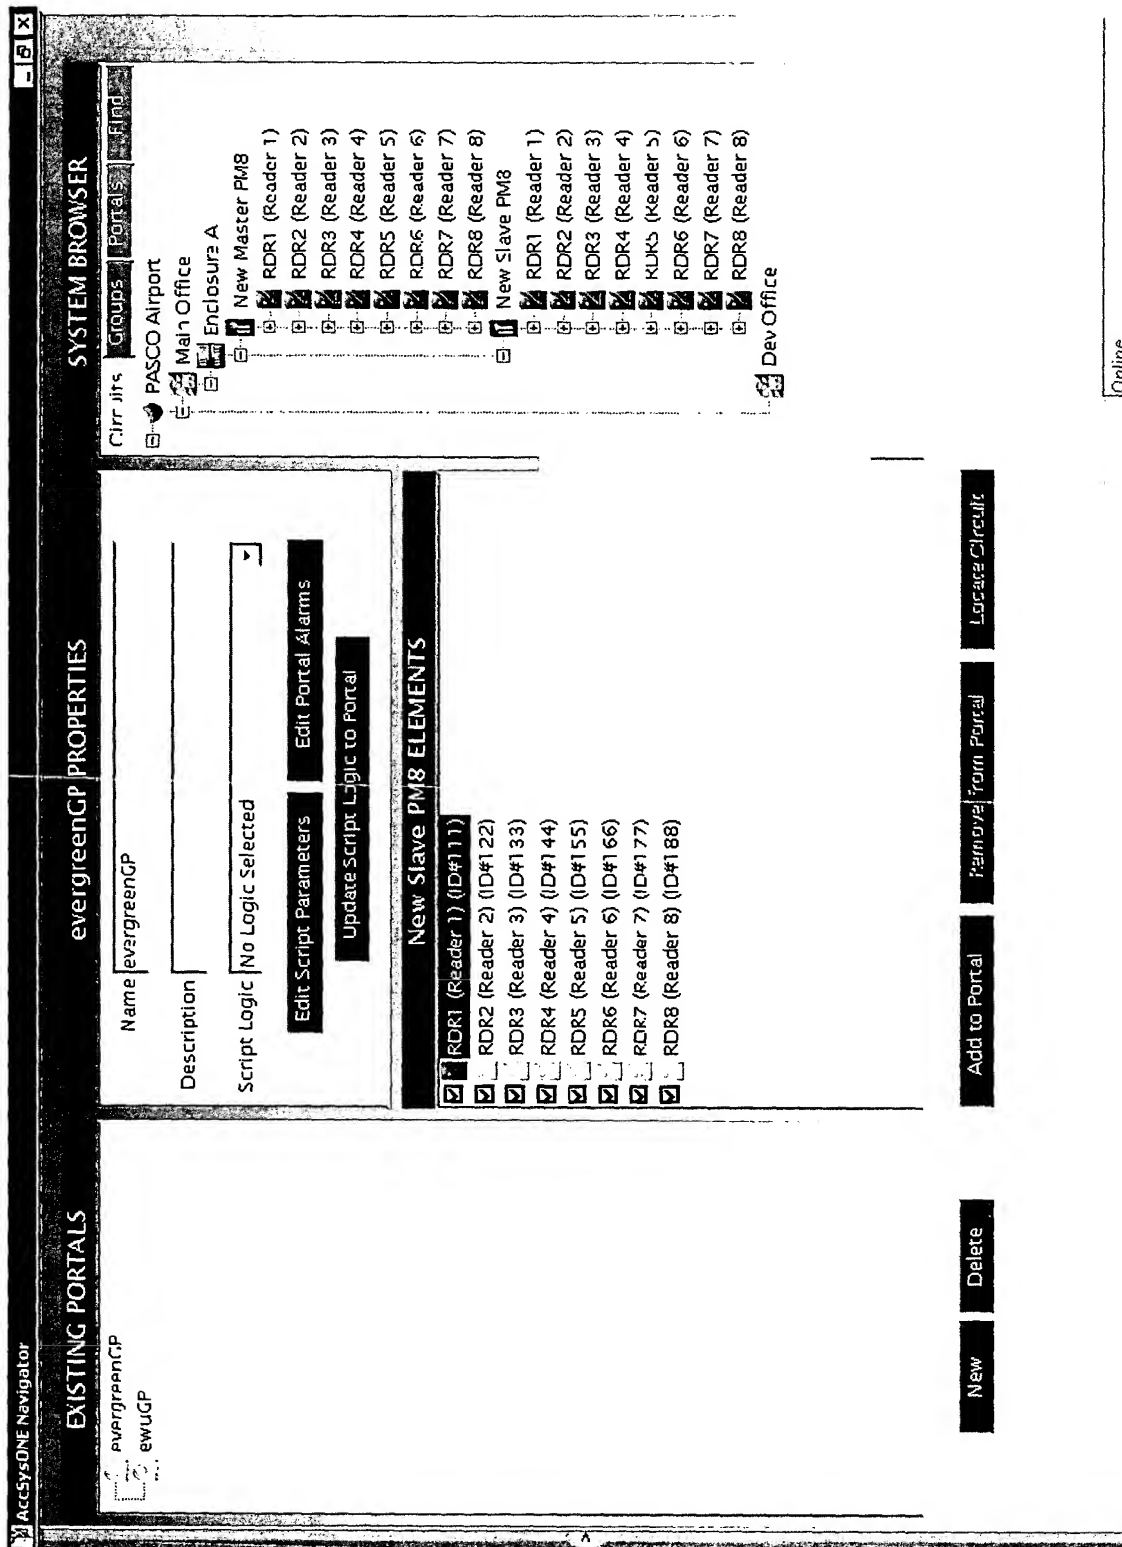 AccSysONE Navigator
EXISTING PORTALS
evergreenGP
ewuGP
New
Delete
evergreenGP PROPERTIES
Name evergreenGP
Description
Script Logic No Logic Selected
Edit Script Parameters
Edit Portal Alarms
Update Script Logic to Portal
New Slave PM8 ELEMENTS
RDR1 (Reader 1) (ID#111)
RDR2 (Reader 2) (ID#122)
RDR3 (Reader 3) (ID#133)
RDR4 (Reader 4) (ID#144)
RDR5 (Reader 5) (ID#155)
RDR6 (Reader 6) (ID#166)
RDR7 (Reader 7) (ID#177)
RDR8 (Reader 8) (ID#188)
Add to Portal
Remove from Portal
Locate Circuit
SYSTEM BROWSER
Circuits Groups Portals Find
PASCO Airport
Main Office
Enclosure A
New Master PM8
RDR1 (Reader 1)
RDR2 (Reader 2)
RDR3 (Reader 3)
RDR4 (Reader 4)
RDR5 (Reader 5)
RDR6 (Reader 6)
RDR7 (Reader 7)
RDR8 (Reader 8)
New Slave PM8
RDR1 (Reader 1)
RDR2 (Reader 2)
RDR3 (Reader 3)
RDR4 (Reader 4)
RDR5 (Reader 5)
RDR6 (Reader 6)
RDR7 (Reader 7)
RDR8 (Reader 8)
Dev Office
Online